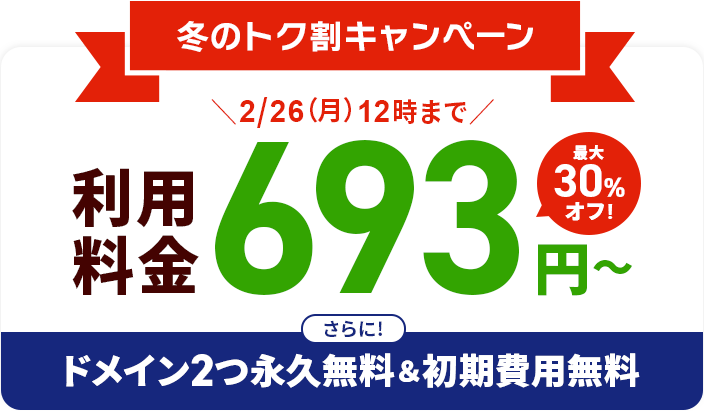 冬のトク割キャンペーン
＼2/26（月）12時まで／
利用
料金
693
円～
最大
30%
オフ!
さらに!
ドメイン2つ永久無料&初期費用無料